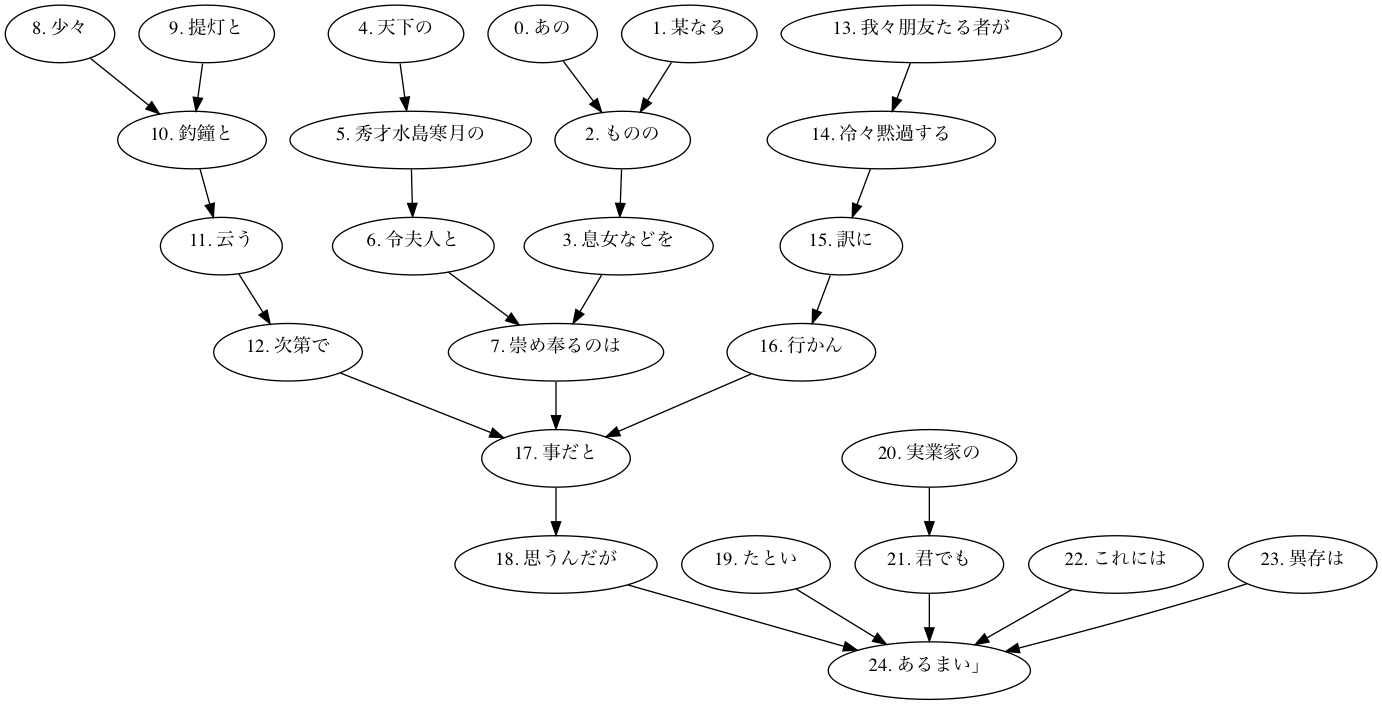 8. 少々
9. 提灯と
4. 天下の
0. あの
1. 某なる
13. 我々朋友たる者が
10. 釣鐘と
5. 秀才水島寒月の
2. ものの
14. 冷々黙過する
11. 云う
6. 令夫人と
3. 息女などを
15. 訳に
12. 次第で
7. 崇め奉るのは
16. 行かん
17. 事だと
20. 実業家の
18. 思うんだが
19. たとい
21. 君でも
22. これには
23. 異存は
24. あるまい」